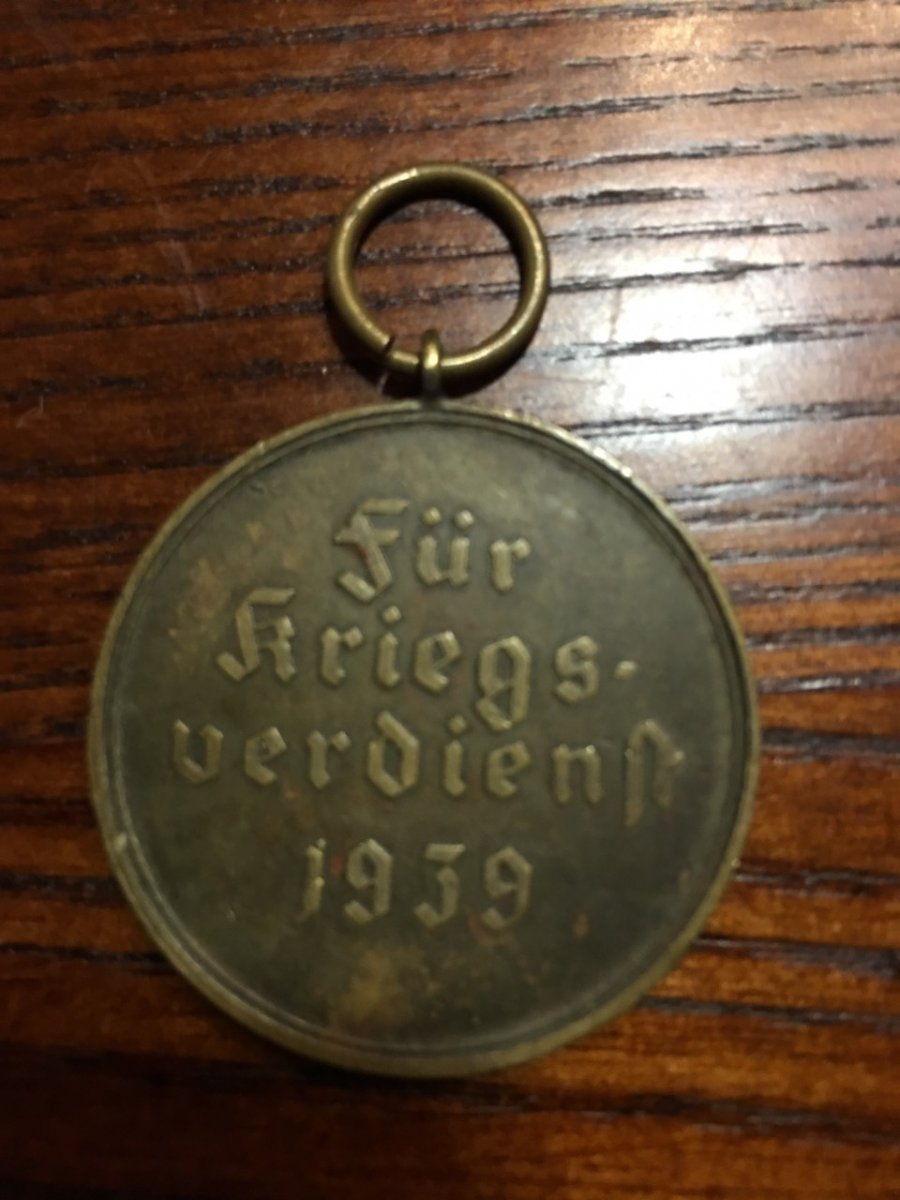 Für
Kriegs-
verdienst
1939